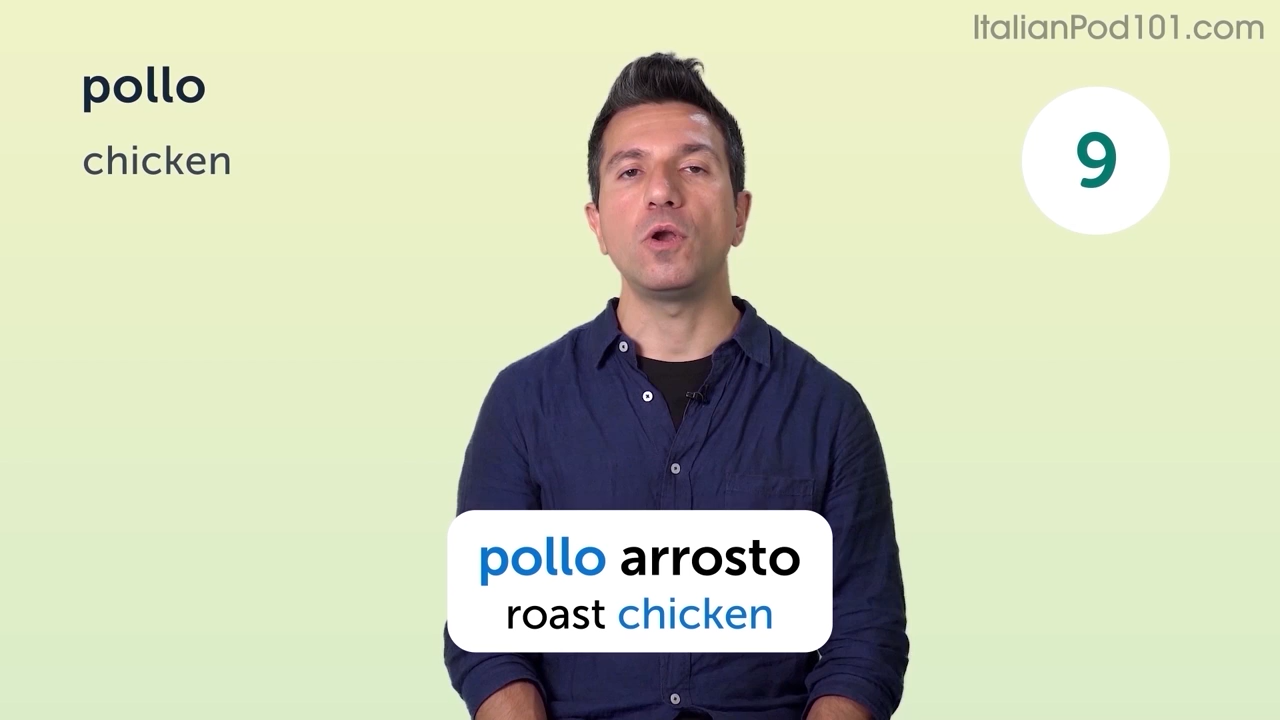 ItalianPod101.com
pollo
chicken
9
pollo arrosto
roast chicken